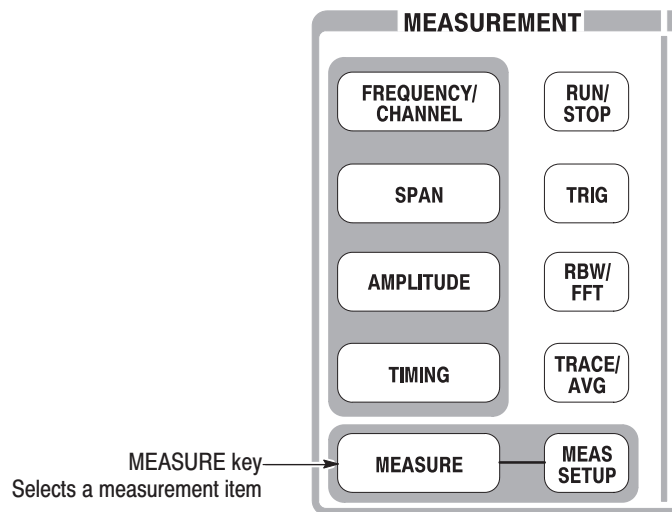 MEASUREMENT
FREQUENCY/
CHANNEL
RUN/
STOP
SPAN
TRIG
AMPLITUDE
RBW/
FFT
TIMING
TRACE/
AVG
MEASURE key
Selects a measurement item
MEASURE
MEAS
SETUP